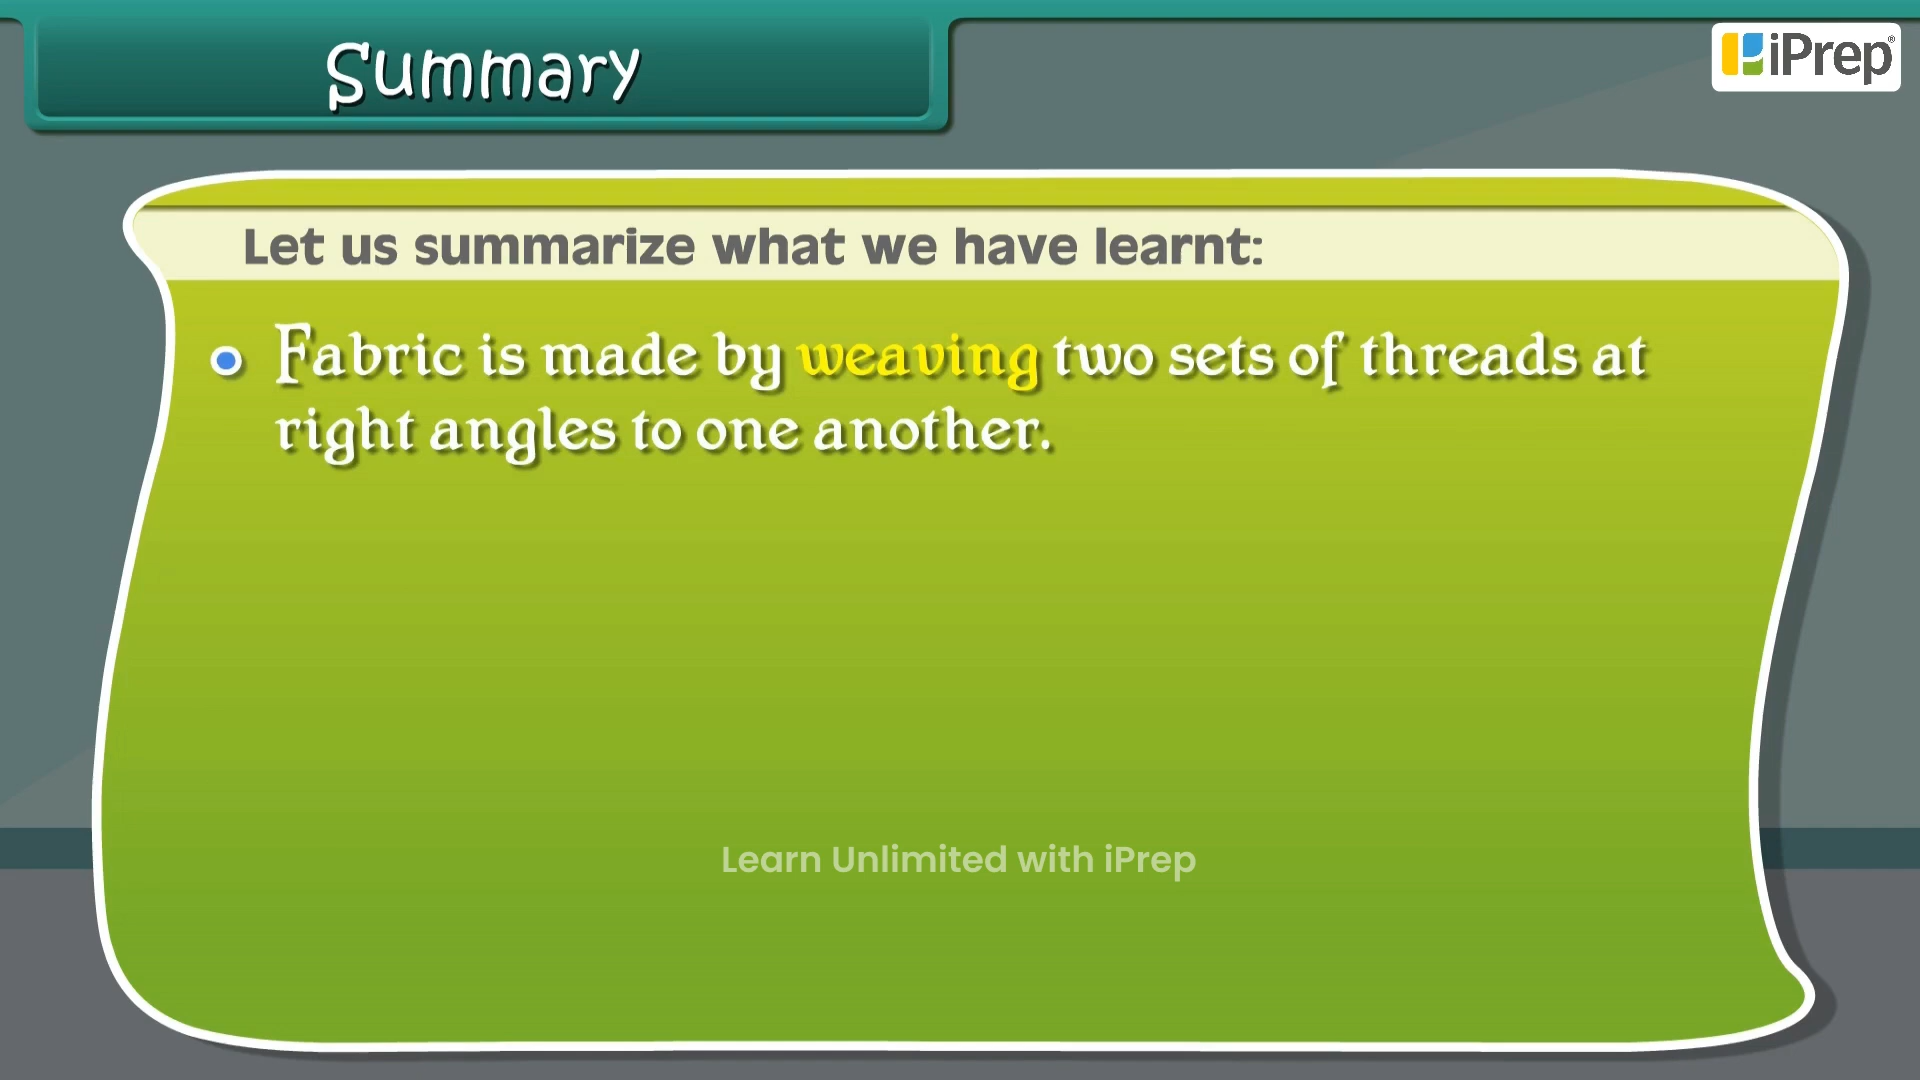 Summary
iPrep®
Let us summarize what we have learnt:
Fabric is made by weaving two sets of threads at
right angles to one another.
Learn Unlimited with iPrep